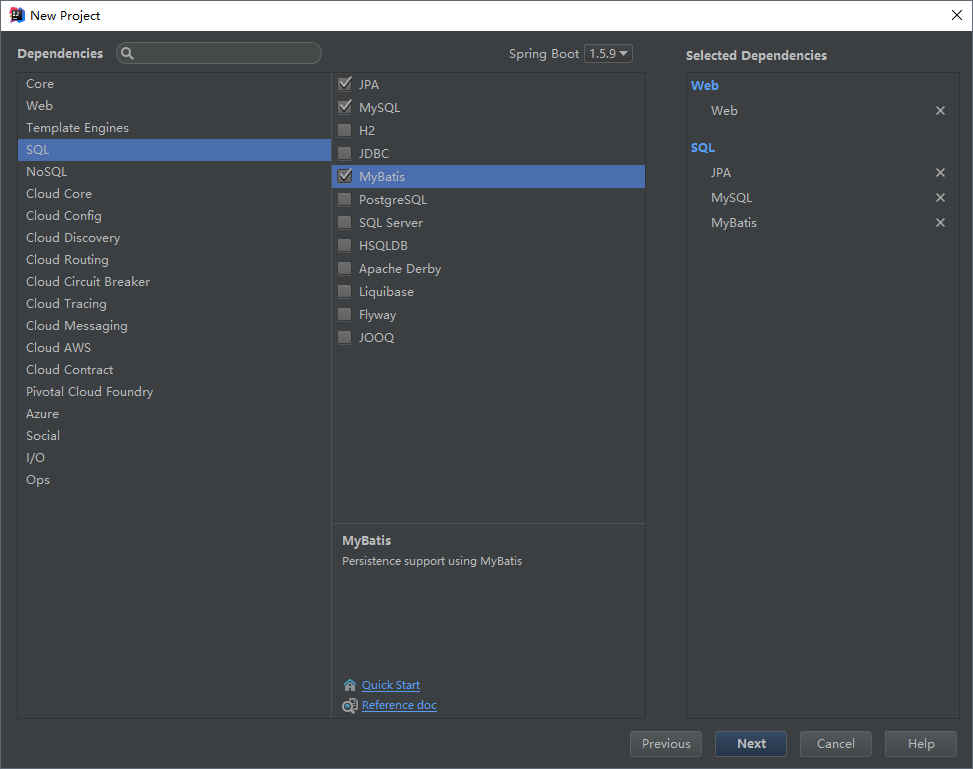 New Project
Dependencies
Spring Boot 1.5.9
Selected Dependencies
Core
Web
Template Engines
SQL
NoSQL
Cloud Core
Cloud Config
Cloud Discovery
Cloud Routing
Cloud Circuit Breaker
Cloud Tracing
Cloud Messaging
Cloud AWS
Cloud Contract
Pivotal Cloud Foundry
Azure
Social
I/O
Ops
JPA
MySQL
H2
JDBC
MyBatis
PostgreSQL
SQL Server
HSQLDB
Apache Derby
Liquibase
Flyway
JOOQ
MyBatis
Persistence support using MyBatis
Quick Start
Reference doc
Web
Web
SQL
JPA
MySQL
MyBatis
Previous
Next
Cancel
Help